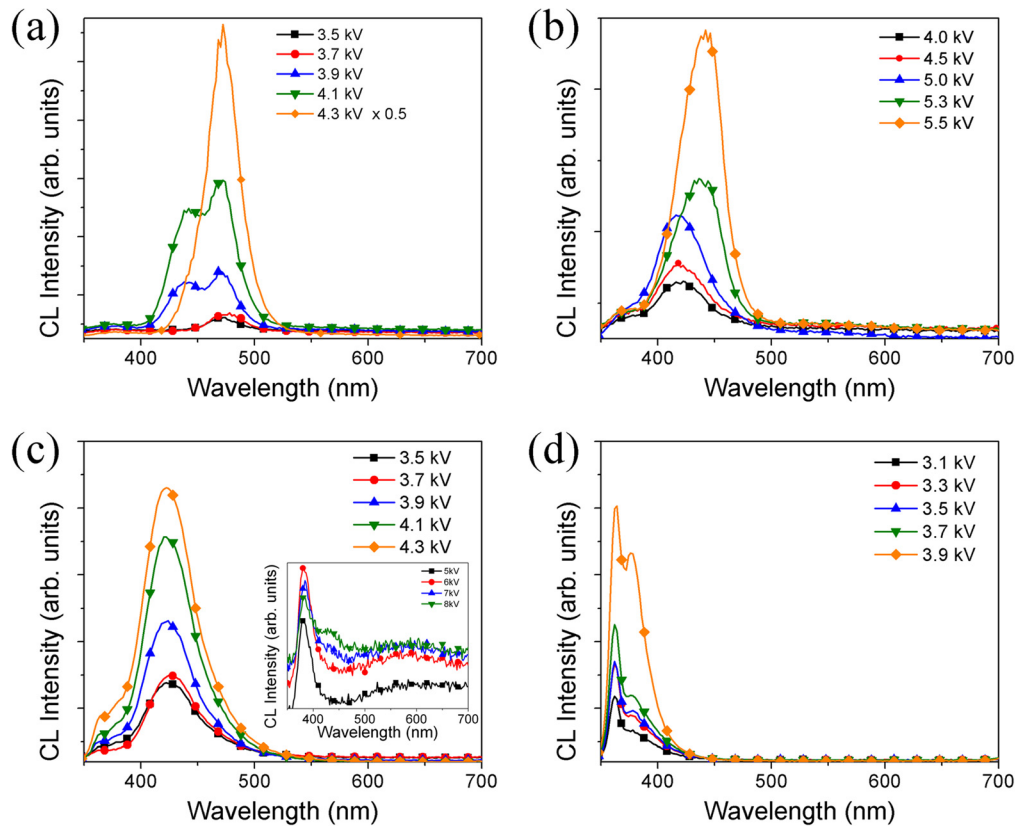 (a)
3.5 kV
3.7 kV
3.9 kV
4.1 kV
4.3 kV x 0.5
CL Intensity (arb. units)
400 500 600 700
Wavelength (nm)
(b)
4.0 kV
4.5 kV
5.0 kV
5.3 kV
5.5 kV
CL Intensity (arb. units)
400 500 600 700
Wavelength (nm)
(c)
3.5 kV
3.7 kV
3.9 kV
4.1 kV
4.3 kV
CL Intensity (arb. units)
400 500 600 700
Wavelength (nm)
5kV
6kV
7kV
8kV
CL Intensity (arb. units)
400 500 600 700
Wavelength (nm)
(d)
3.1 kV
3.3 kV
3.5 kV
3.7 kV
3.9 kV
CL Intensity (arb. units)
400 500 600 700
Wavelength (nm)